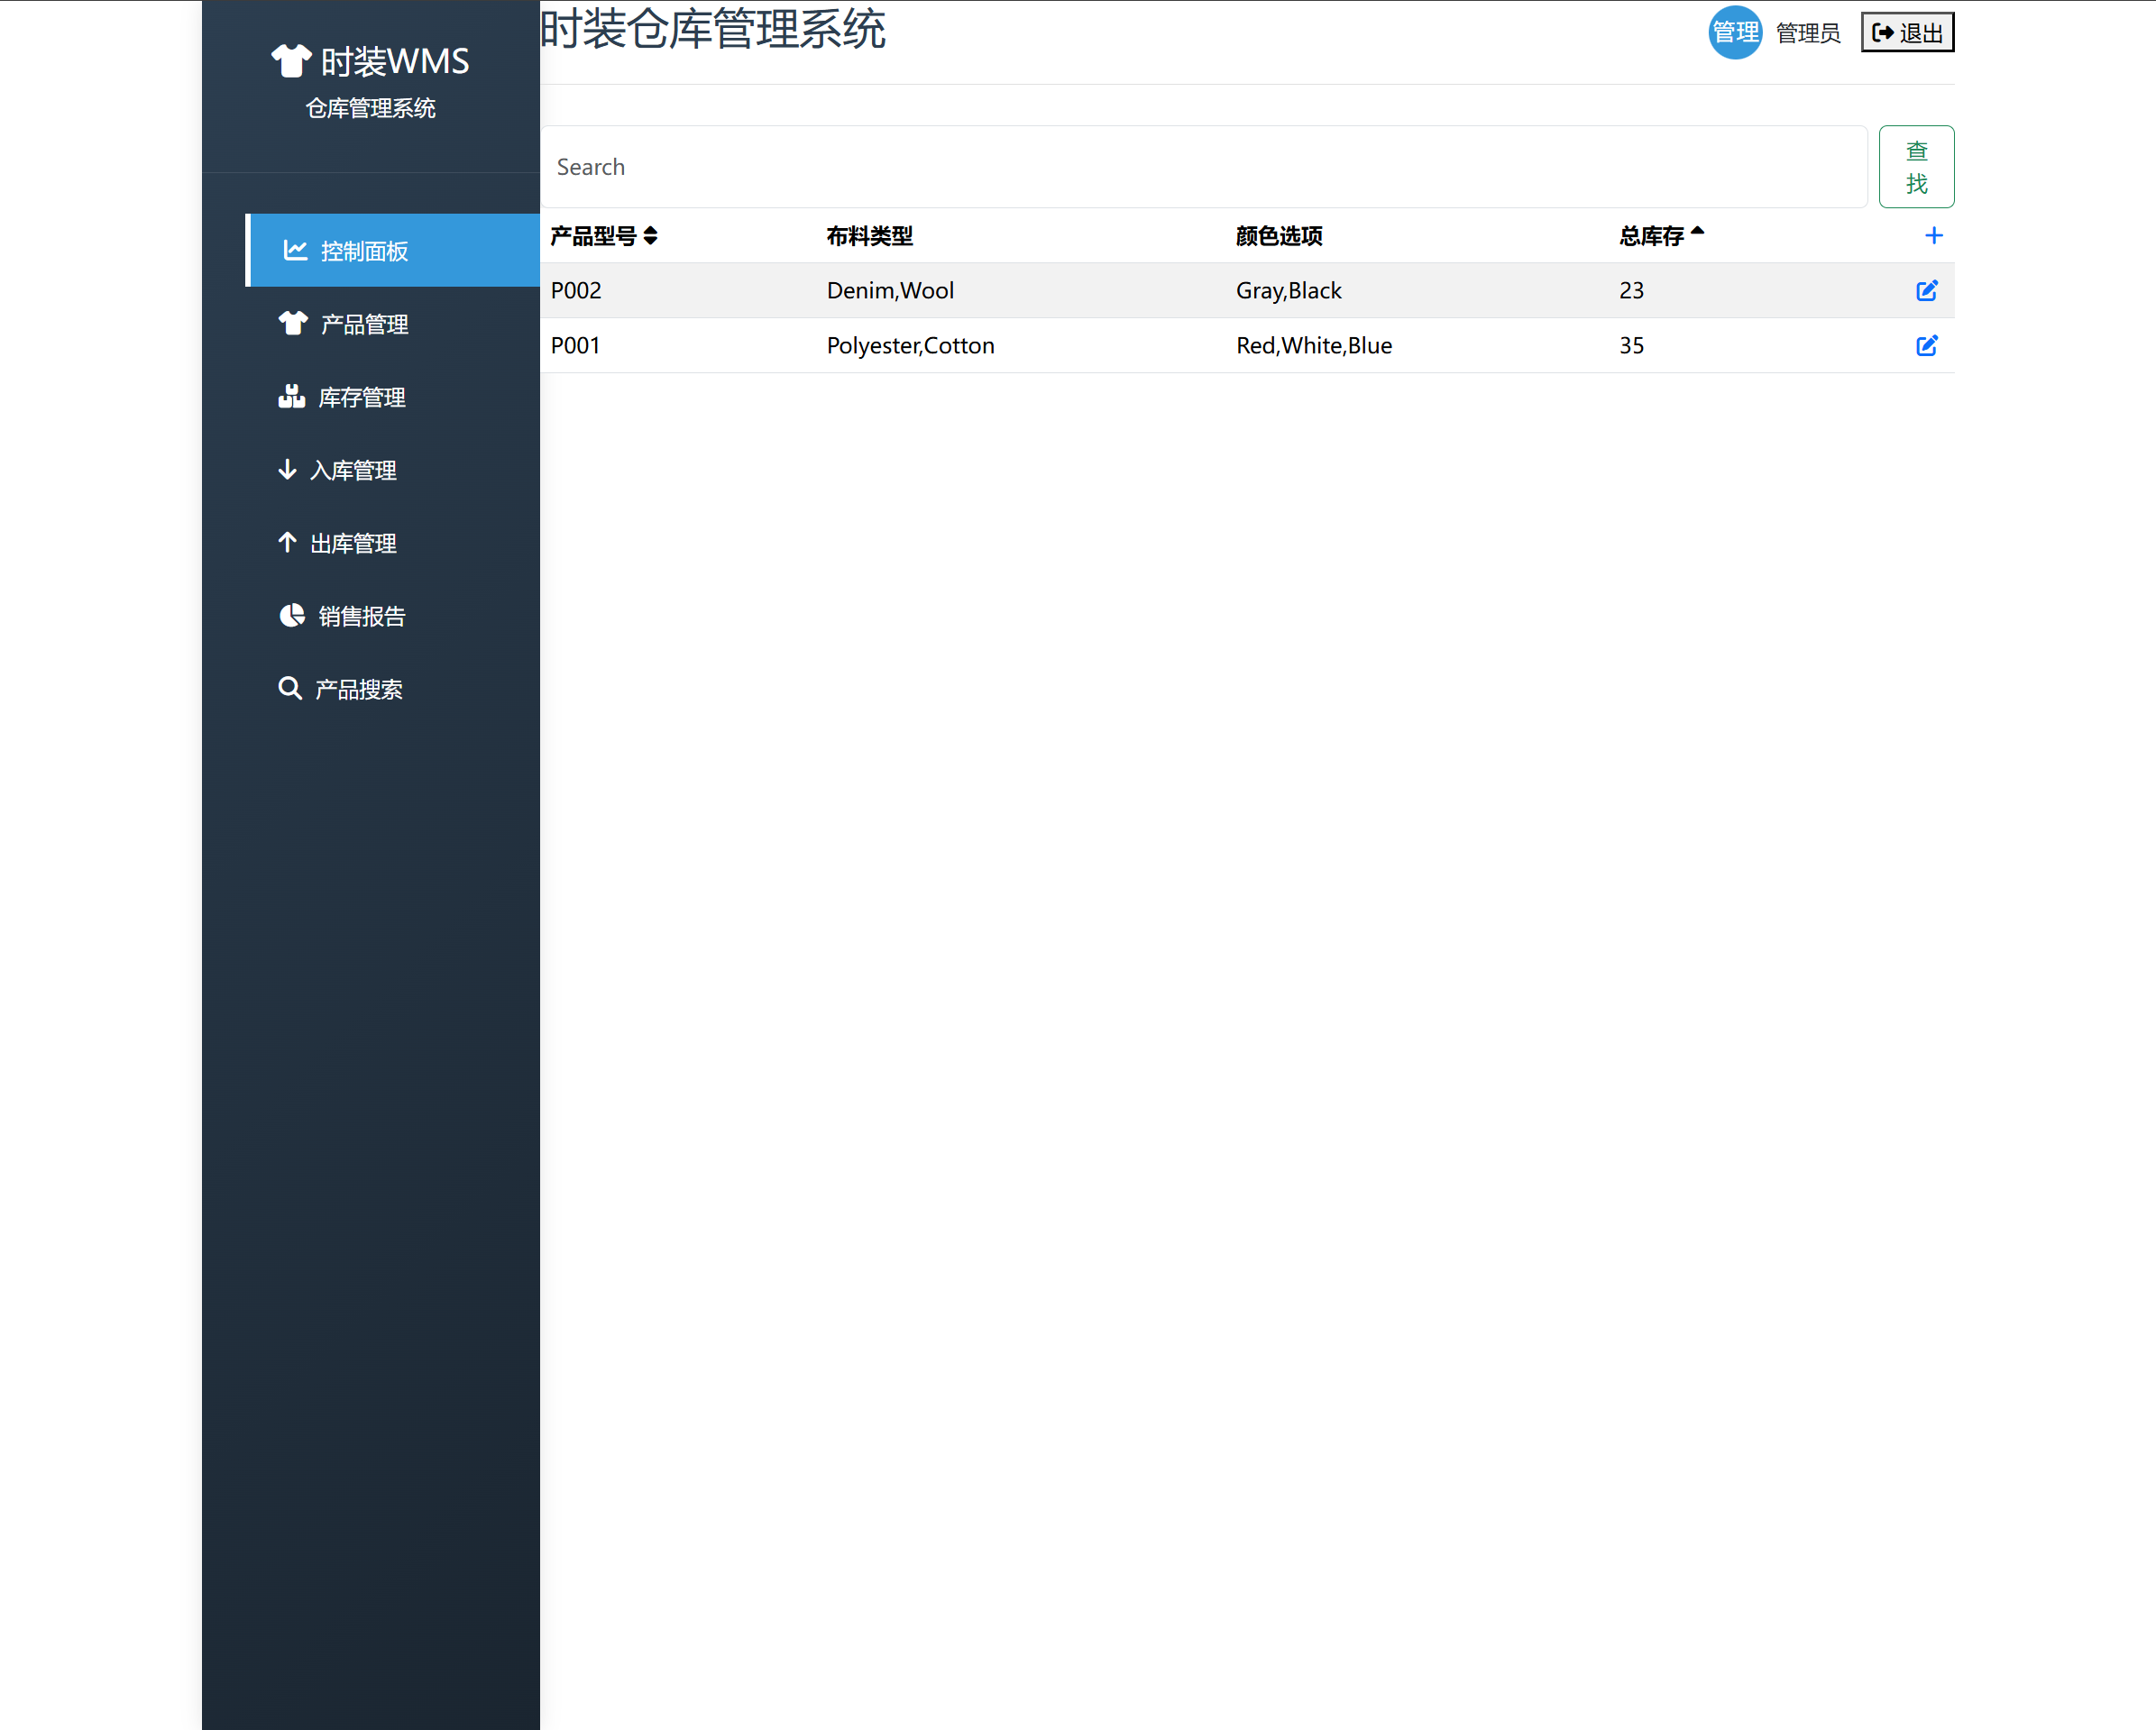 时装WMS
仓库管理系统
控制面板
产品管理
库存管理
入库管理
出库管理
销售报告
产品搜索
时装仓库管理系统
管理 管理员 退出
Search
查
找
产品型号 布料类型 颜色选项 总库存
P002 Denim,Wool Gray,Black 23
P001 Polyester,Cotton Red,White,Blue 35